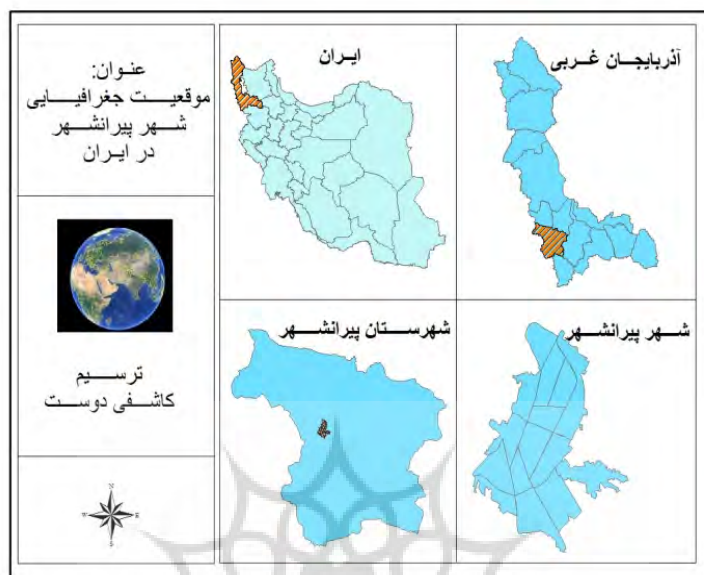 عنوان:
موقعیت جغرافیایی
شهر پیرانشهر
در ایران
ایران
آذربایجان غربی
شهرستان پیرانشهر
شهر پیرانشهر
ترسیم
کاشفی دوست
N
W
E
S